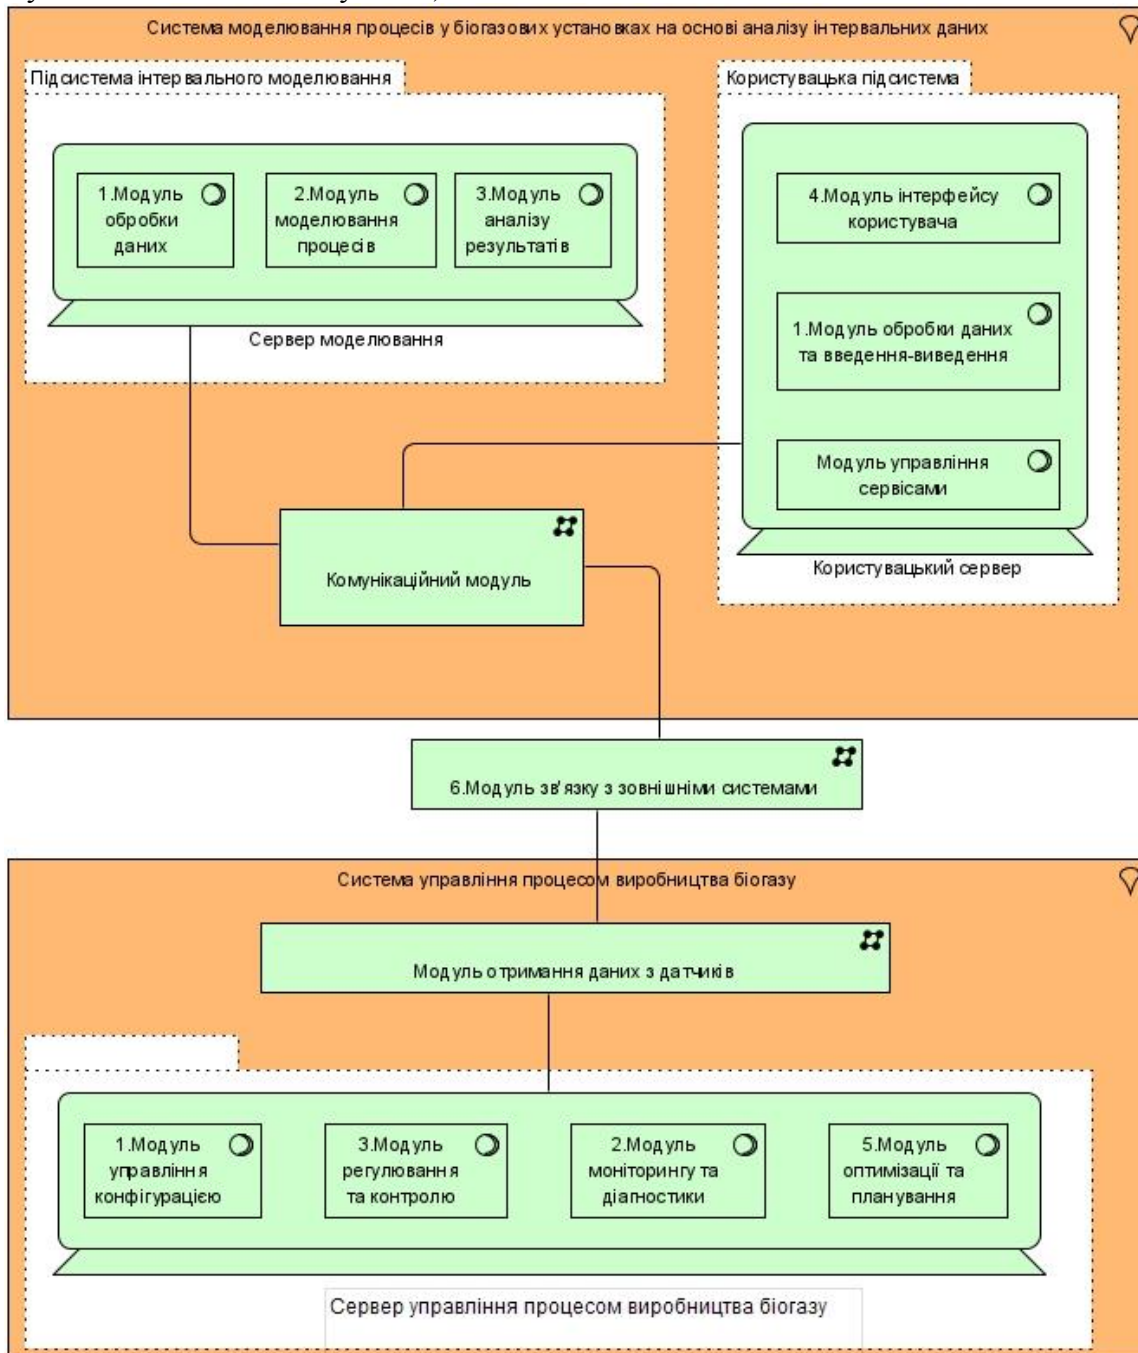 Система моделювання процесів у біогазових установках на основі аналізу інтервальних даних
Підсистема інтервального моделювання
1.Модуль
обробки
даних
2.Модуль
моделювання
процесів
3.Модуль
аналізу
результатів
Сервер моделювання
Користувацька підсистема
4.Модуль інтерфейсу
користувача
1.Модуль обробки даних
та введення-виведення
Модуль управління
сервісами
Користувацький сервер
Комунікаційний модуль
6.Модуль зв'язку з зовнішніми системами
Система управління процесом виробництва біогазу
Модуль отримання даних з датчиків
1.Модуль
управління
конфігурацією
3.Модуль
регулювання
та контролю
2.Модуль
моніторингу та
діагностики
5.Модуль
оптимізації та
планування
Сервер управління процесом виробництва біогазу